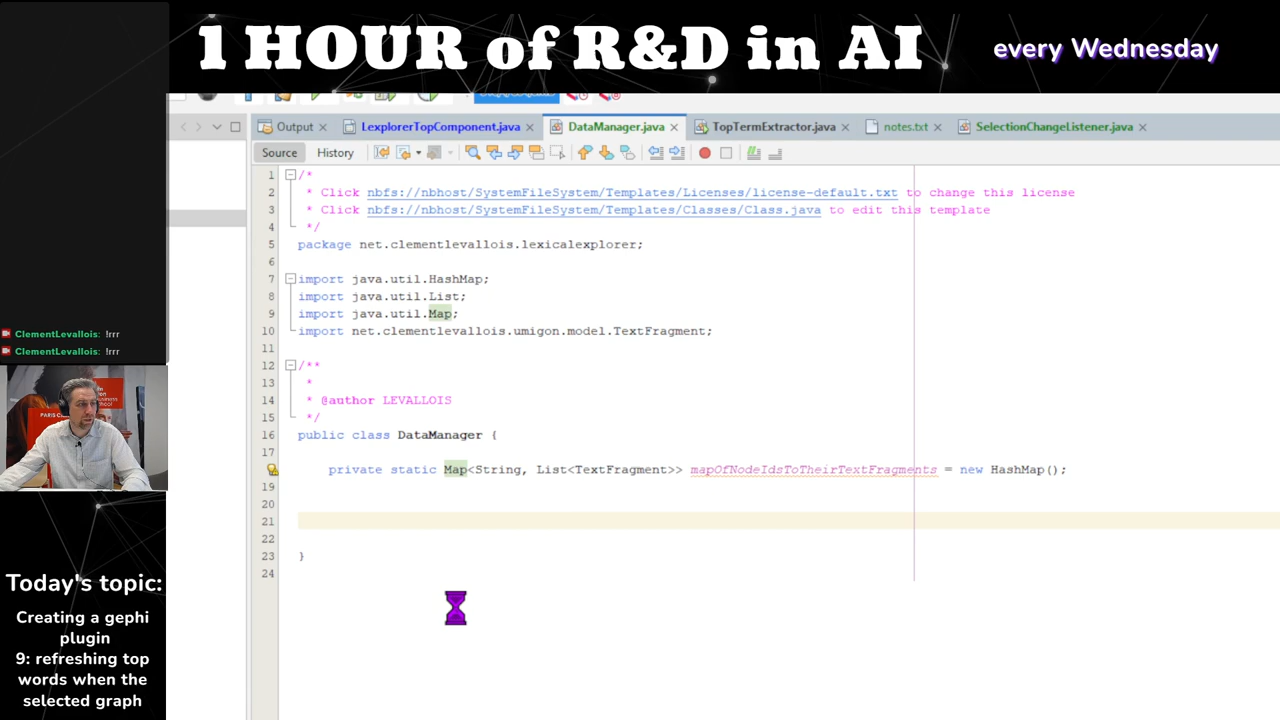 1 HOUR of R&D in AI
every Wednesday
Output
LexplorerTopComponent.java
DataManager.java
TopTermExtractor.java
notes.txt
SelectionChangeListener.java
Source
History
1 /*
2 * Click nbfs://nbhost/SystemFileSystem/Templates/Licenses/license-default.txt to change this license
3 * Click nbfs://nbhost/SystemFileSystem/Templates/Classes/Class.java to edit this template
4 */
5 package net.clementlevallois.lexicalexplorer;
6
7 import java.util.HashMap;
8 import java.util.List;
9 import java.util.Map;
10 import net.clementlevallois.umigon.model.TextFragment;
11
12 /**
13 *
14 * @author LEVALLOIS
15 */
16 public class DataManager {
17
private static Map<String, List<TextFragment>> mapOfNodeIdsToTheirTextFragments = new HashMap();
19
20
21
22
23 }
24
ClementLevallois: !rrr
ClementLevallois: !rrr
Today's topic:
Creating a gephi
plugin
9: refreshing top
words when the
selected graph